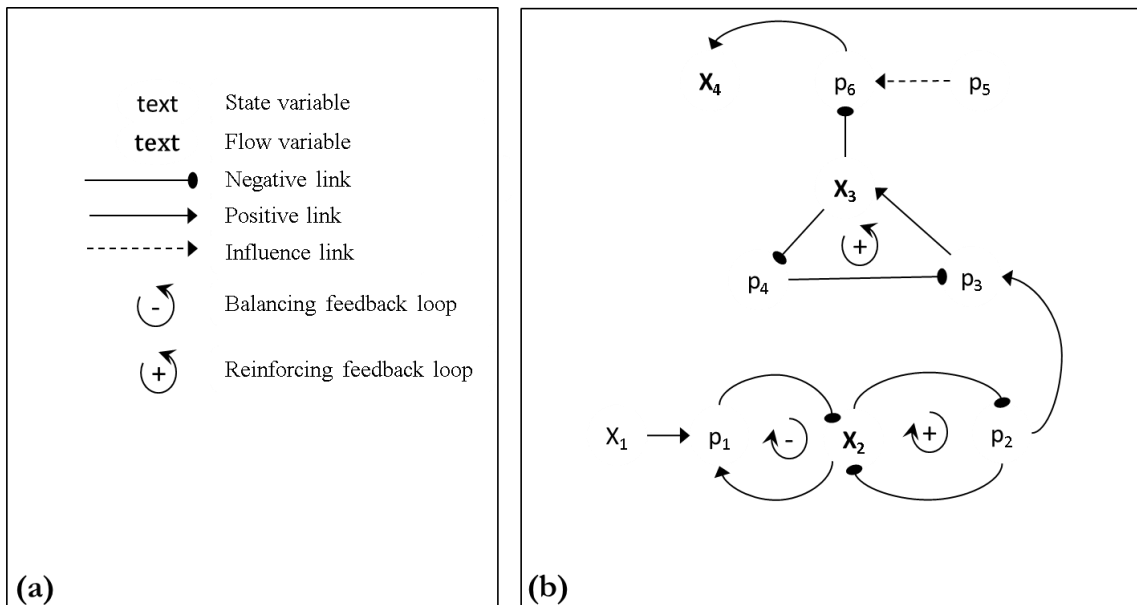 text State variable
text Flow variable
Negative link
Positive link
Influence link
- Balancing feedback loop
+ Reinforcing feedback loop
(a)
X4 p6 p5
X3
+
p4 p3
X1 p1 - X2 + p2
(b)